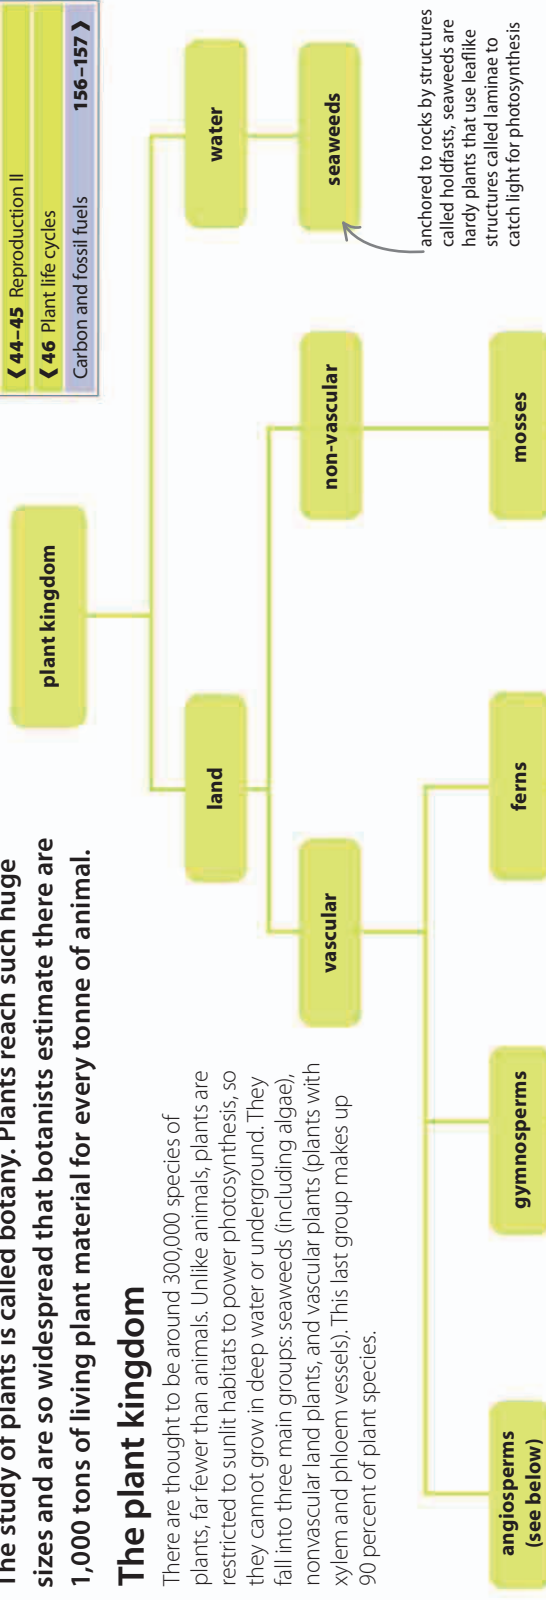 The study of plants is called botany. Plants reach such huge
sizes and are so widespread that botanists estimate there are
1,000 tons of living plant material for every tonne of animal.
❮ 44–45 Reproduction II
❮ 46 Plant life cycles
Carbon and fossil fuels 156–157 ❯
The plant kingdom
There are thought to be around 300,000 species of
plants, far fewer than animals. Unlike animals, plants are
restricted to sunlit habitats to power photosynthesis, so
they cannot grow in deep water or underground. They
fall into three main groups: seaweeds (including algae),
nonvascular land plants, and vascular plants (plants with
xylem and phloem vessels). This last group makes up
90 percent of plant species.
plant kingdom
land
water
vascular
non-vascular
seaweeds
anchored to rocks by structures
called holdfasts, seaweeds are
hardy plants that use leaflike
structures called laminae to
catch light for photosynthesis
angiosperms
(see below)
gymnosperms
ferns
mosses